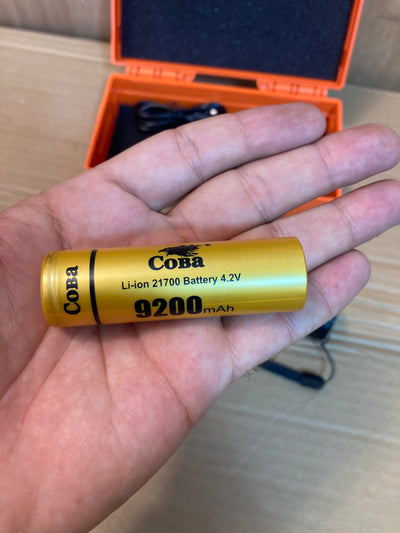 Coba
Coba
Li-ion 21700 Battery 4.2V
9200mAh